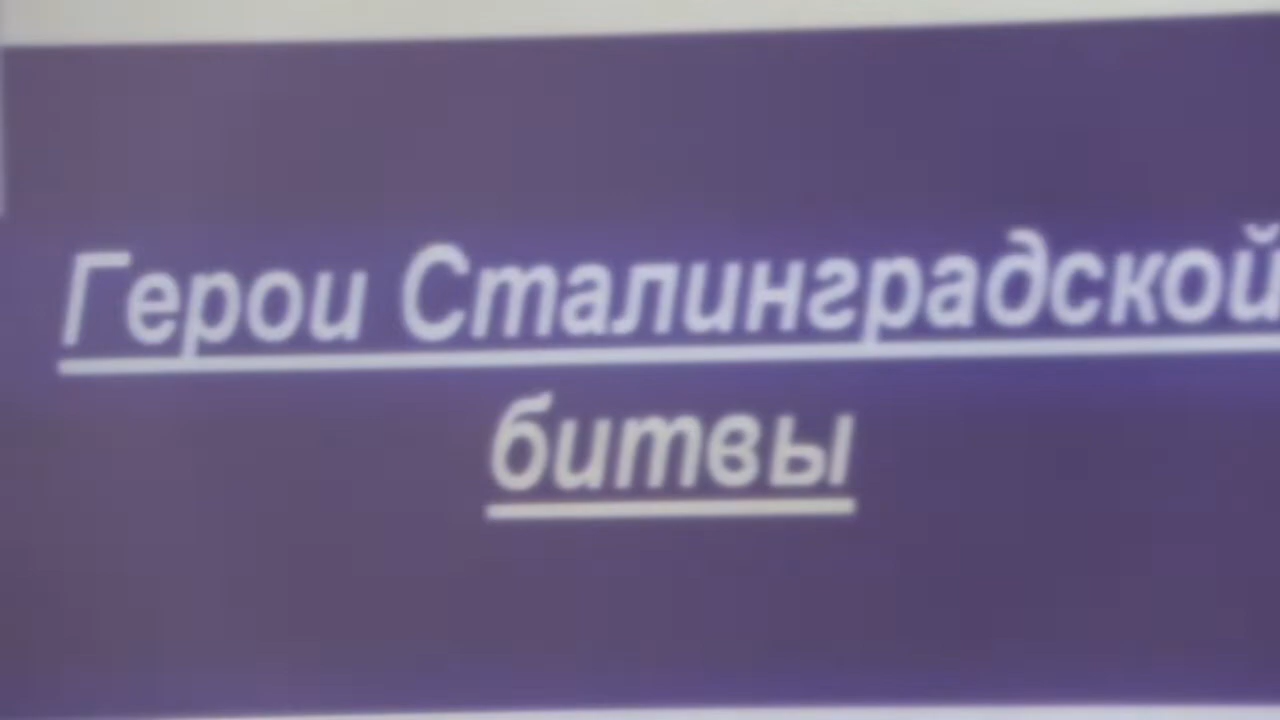 Герои Сталинградской
битвы